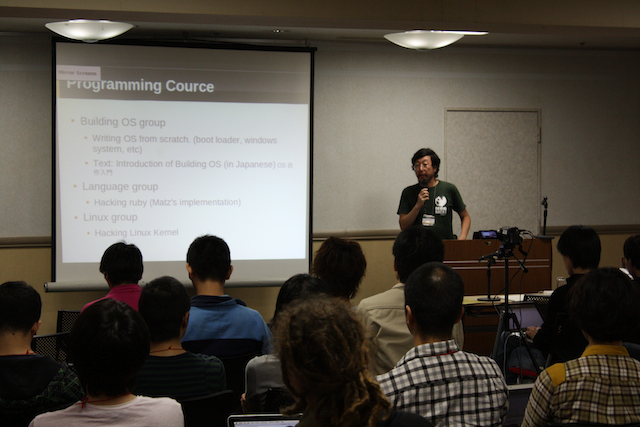 Programming Cource
Building OS group
Writing OS from scratch. (boot loader, windows
system, etc)
Text: Introduction of Building OS (in Japanese)
Language group
Hacking ruby (Matz's implementation)
Linux group
Hacking Linux Kernel